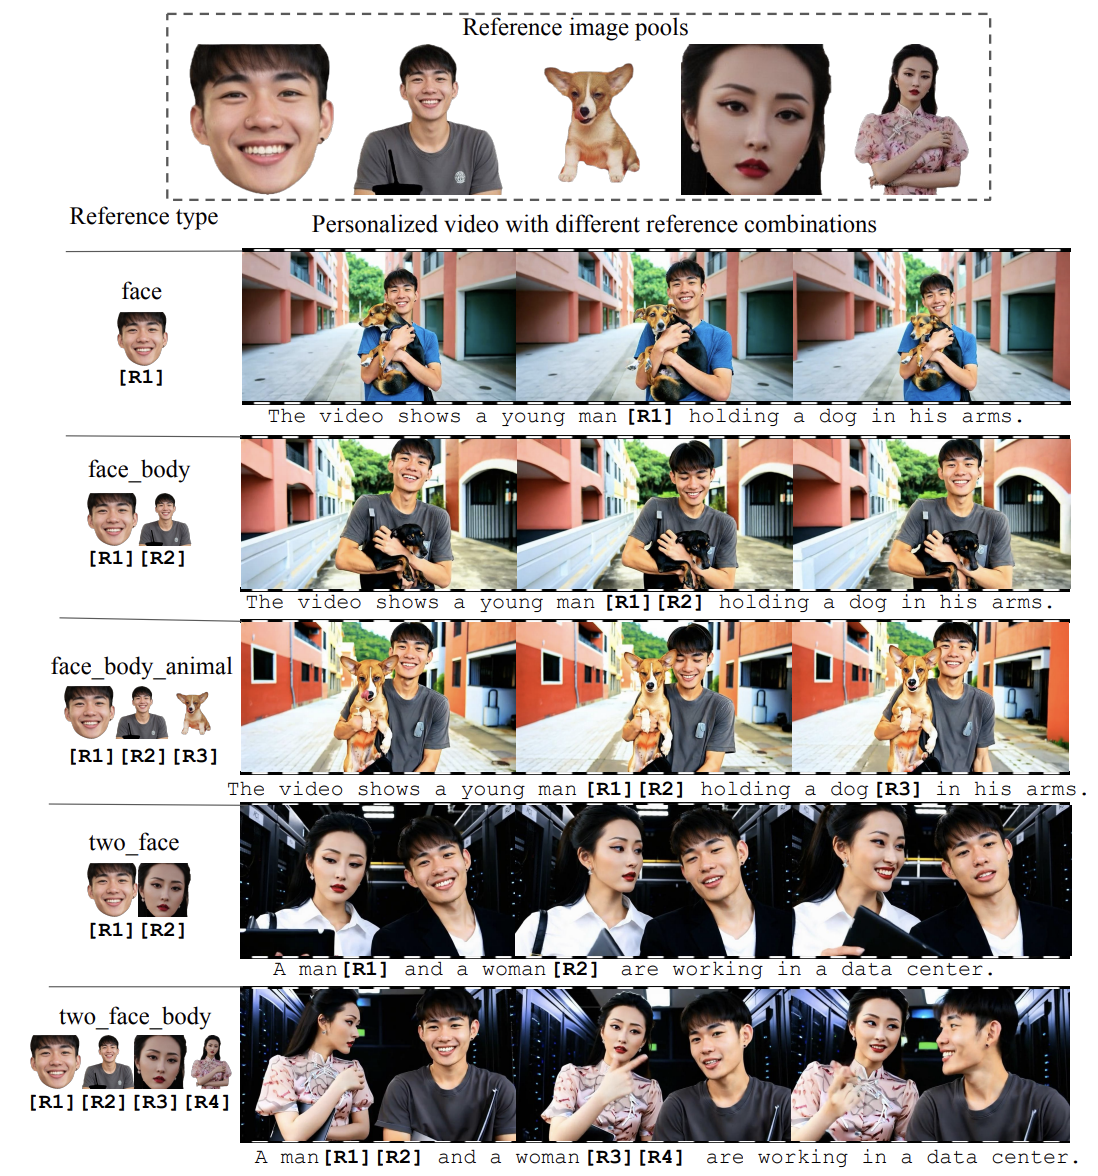 Reference image pools
Reference type
Personalized video with different reference combinations
face
[R1]
The video shows a young man [R1] holding a dog in his arms.
face_body
[R1] [R2]
The video shows a young man [R1][R2] holding a dog in his arms.
face_body_animal
[R1] [R2] [R3]
The video shows a young man [R1][R2] holding a dog [R3] in his arms.
two_face
[R1] [R2]
A man [R1] and a woman [R2] are working in a data center.
two_face_body
[R1] [R2] [R3] [R4]
A man [R1][R2] and a woman [R3][R4] are working in a data center.